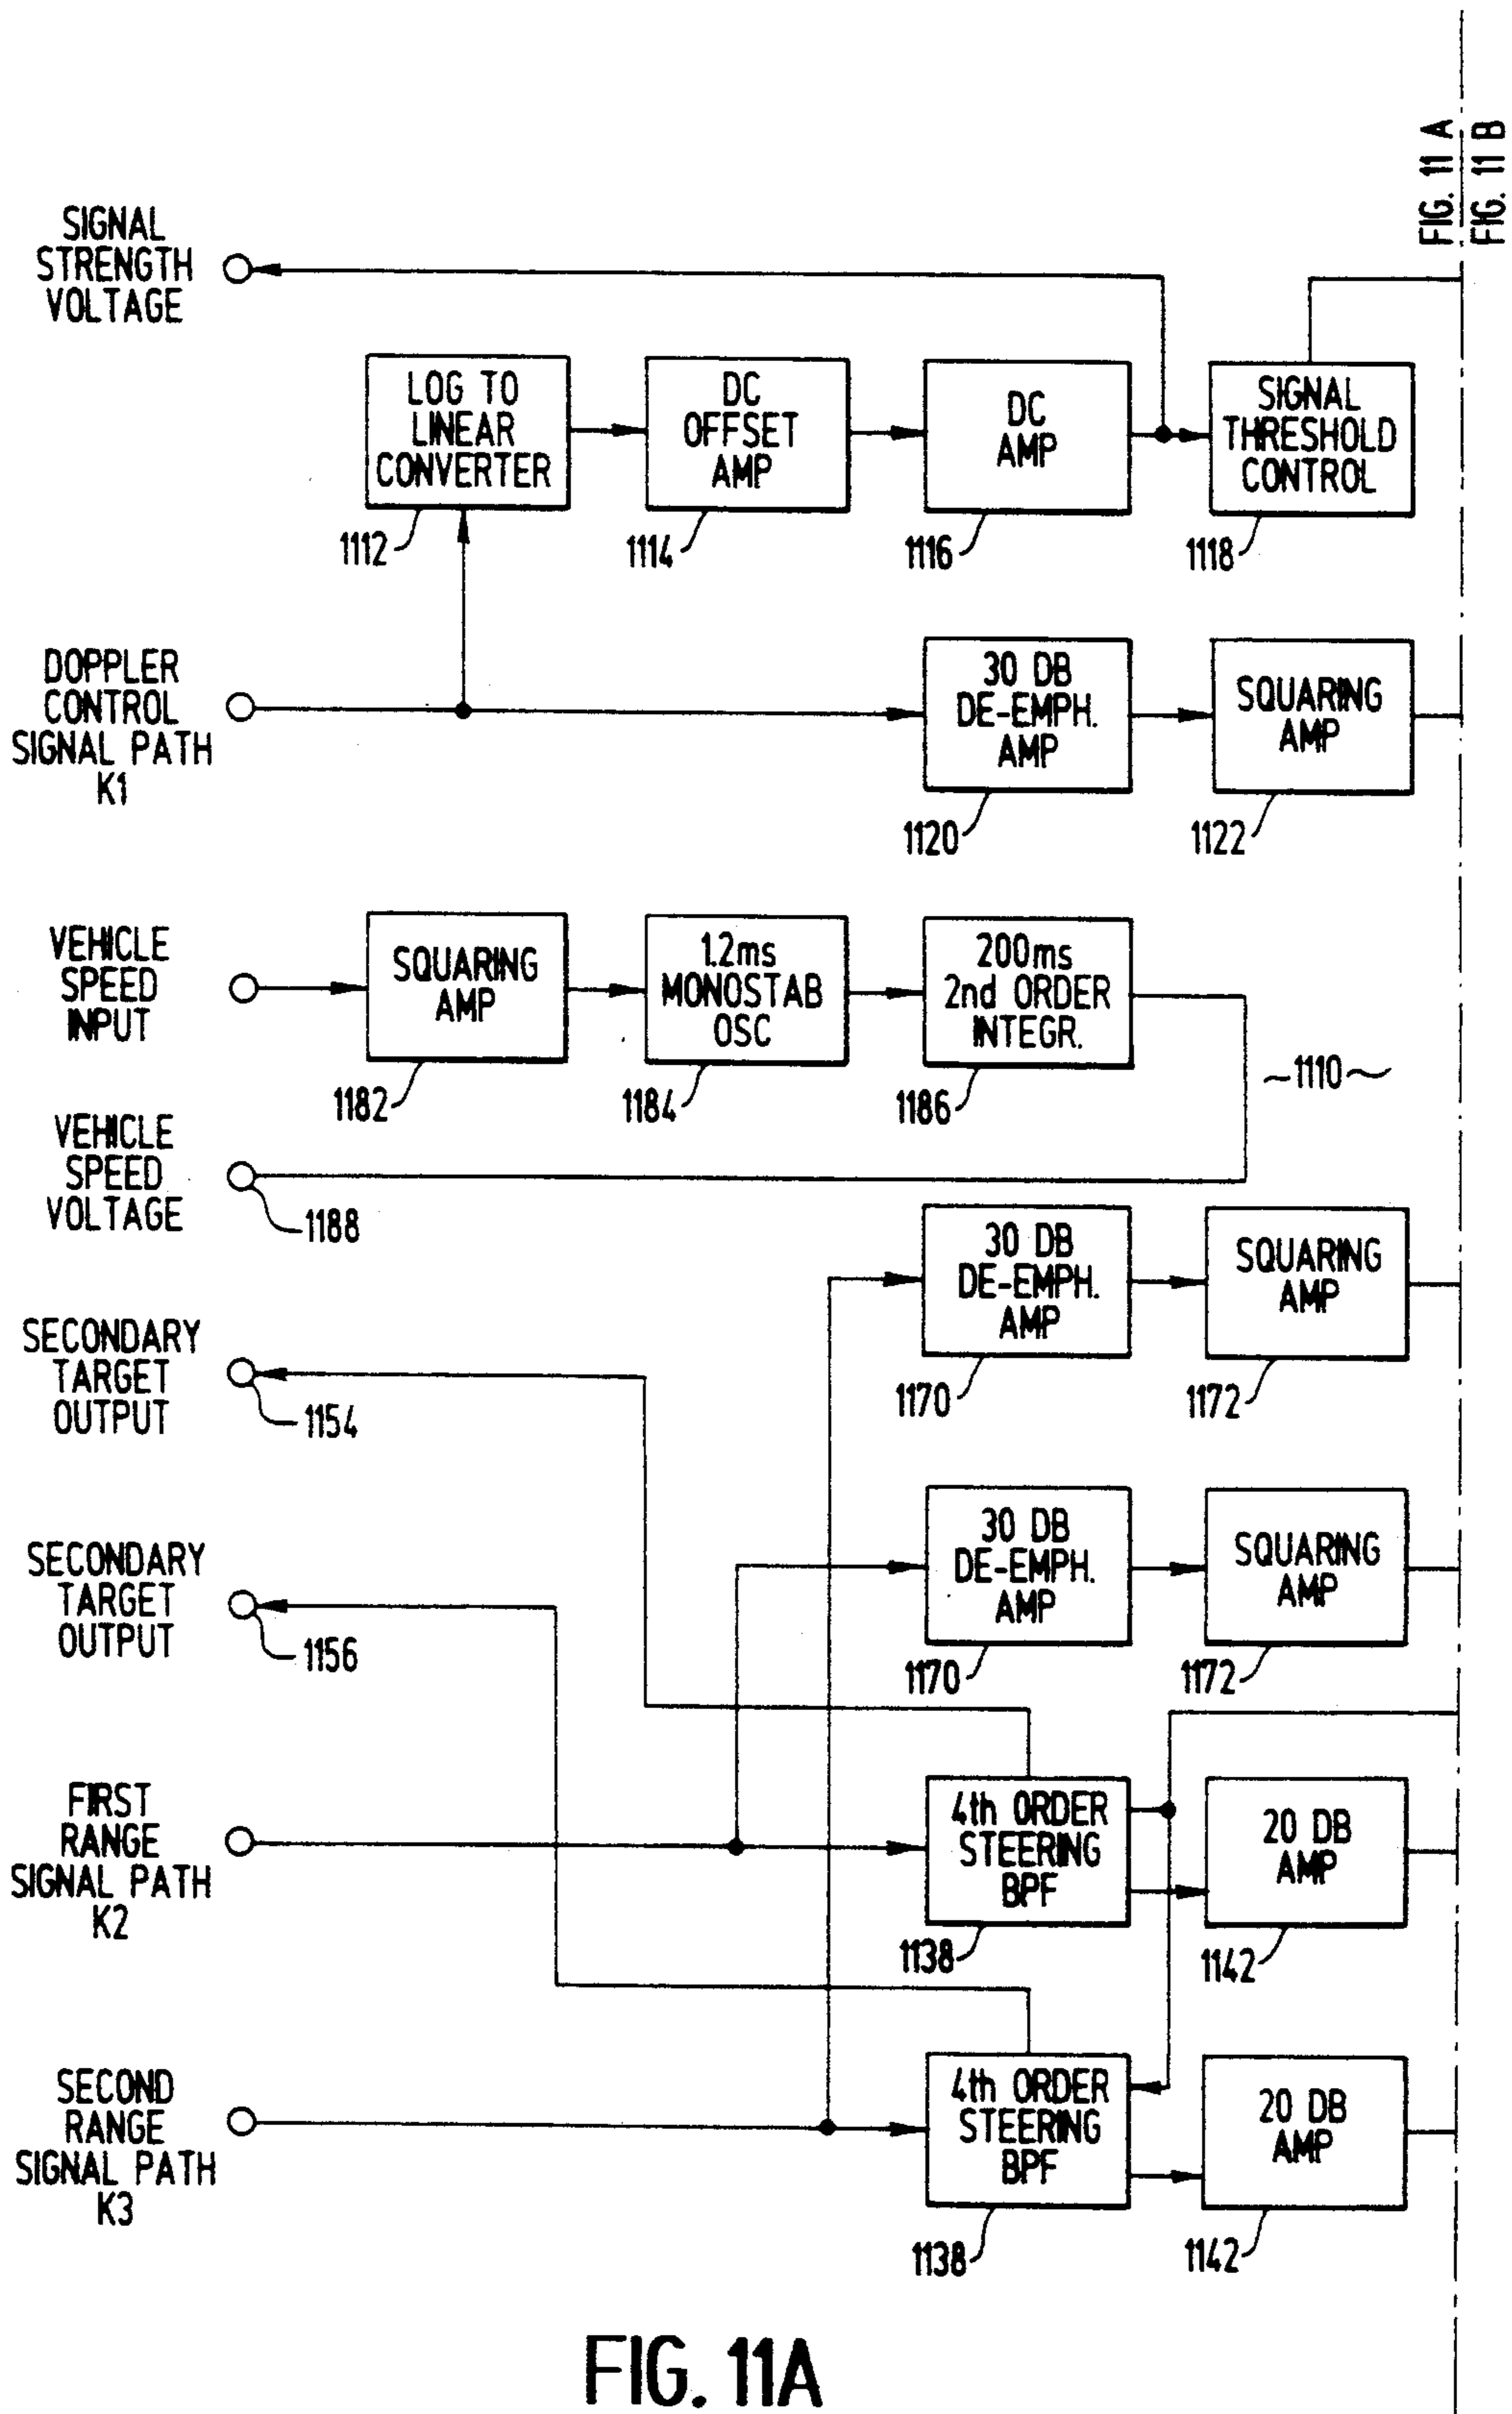 FIG. 11 A
FIG. 11 B
SIGNAL
STRENGTH
VOLTAGE
LOG TO
LINEAR
CONVERTER
1112
DC
OFFSET
AMP
1114
DC
AMP
1116
SIGNAL
THRESHOLD
CONTROL
1118
DOPPLER
CONTROL
SIGNAL PATH
K1
30 DB
DE-EMPH.
AMP
1120
SQUARING
AMP
1122
VEHICLE
SPEED
INPUT
SQUARING
AMP
1182
1.2ms
MONOSTAB
OSC
1184
200ms
2nd ORDER
INTEGR.
1186
~1110~
VEHICLE
SPEED
VOLTAGE
1188
30 DB
DE-EMPH.
AMP
1170
SQUARING
AMP
1172
SECONDARY
TARGET
OUTPUT
1154
30 DB
DE-EMPH.
AMP
1170
SQUARING
AMP
1172
SECONDARY
TARGET
OUTPUT
1156
FIRST
RANGE
SIGNAL PATH
K2
4th ORDER
STEERING
BPF
1138
20 DB
AMP
1142
SECOND
RANGE
SIGNAL PATH
K3
4th ORDER
STEERING
BPF
1138
20 DB
AMP
1142
FIG. 11A